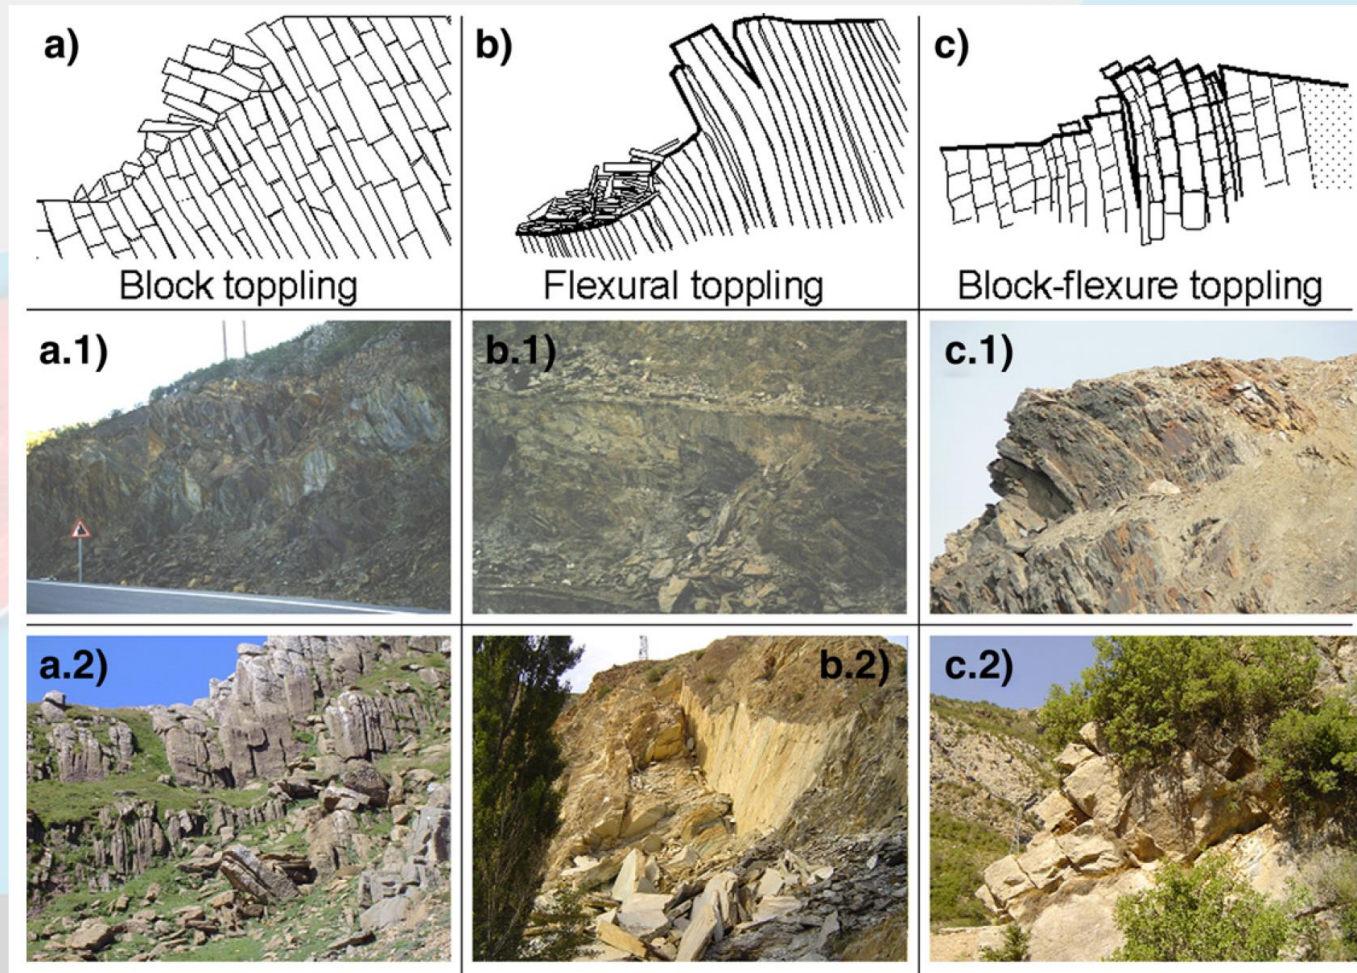 a)
b)
c)
Block toppling
Flexural toppling
Block-flexure toppling
a.1)
b.1)
c.1)
a.2)
b.2)
c.2)